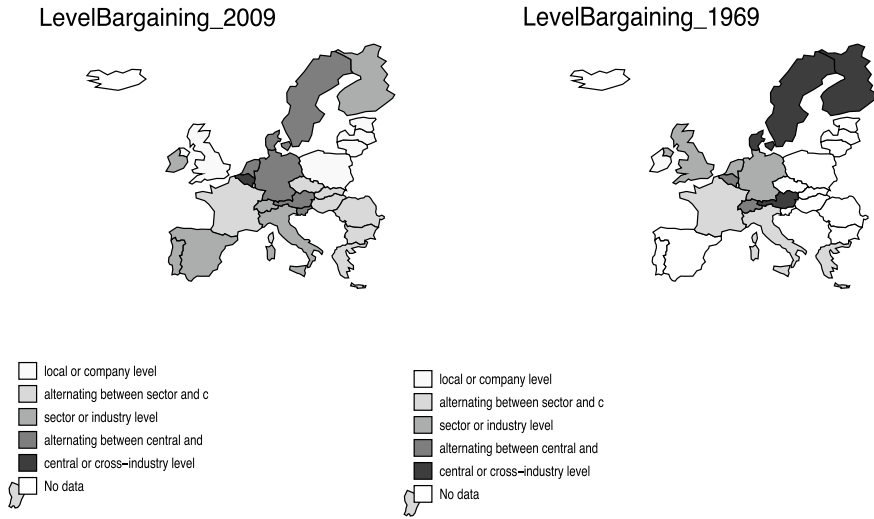 LevelBargaining_2009
LevelBargaining_1969
local or company level
alternating between sector and c
sector or industry level
alternating between central and
central or cross−industry level
No data
local or company level
alternating between sector and c
sector or industry level
alternating between central and
central or cross−industry level
No data